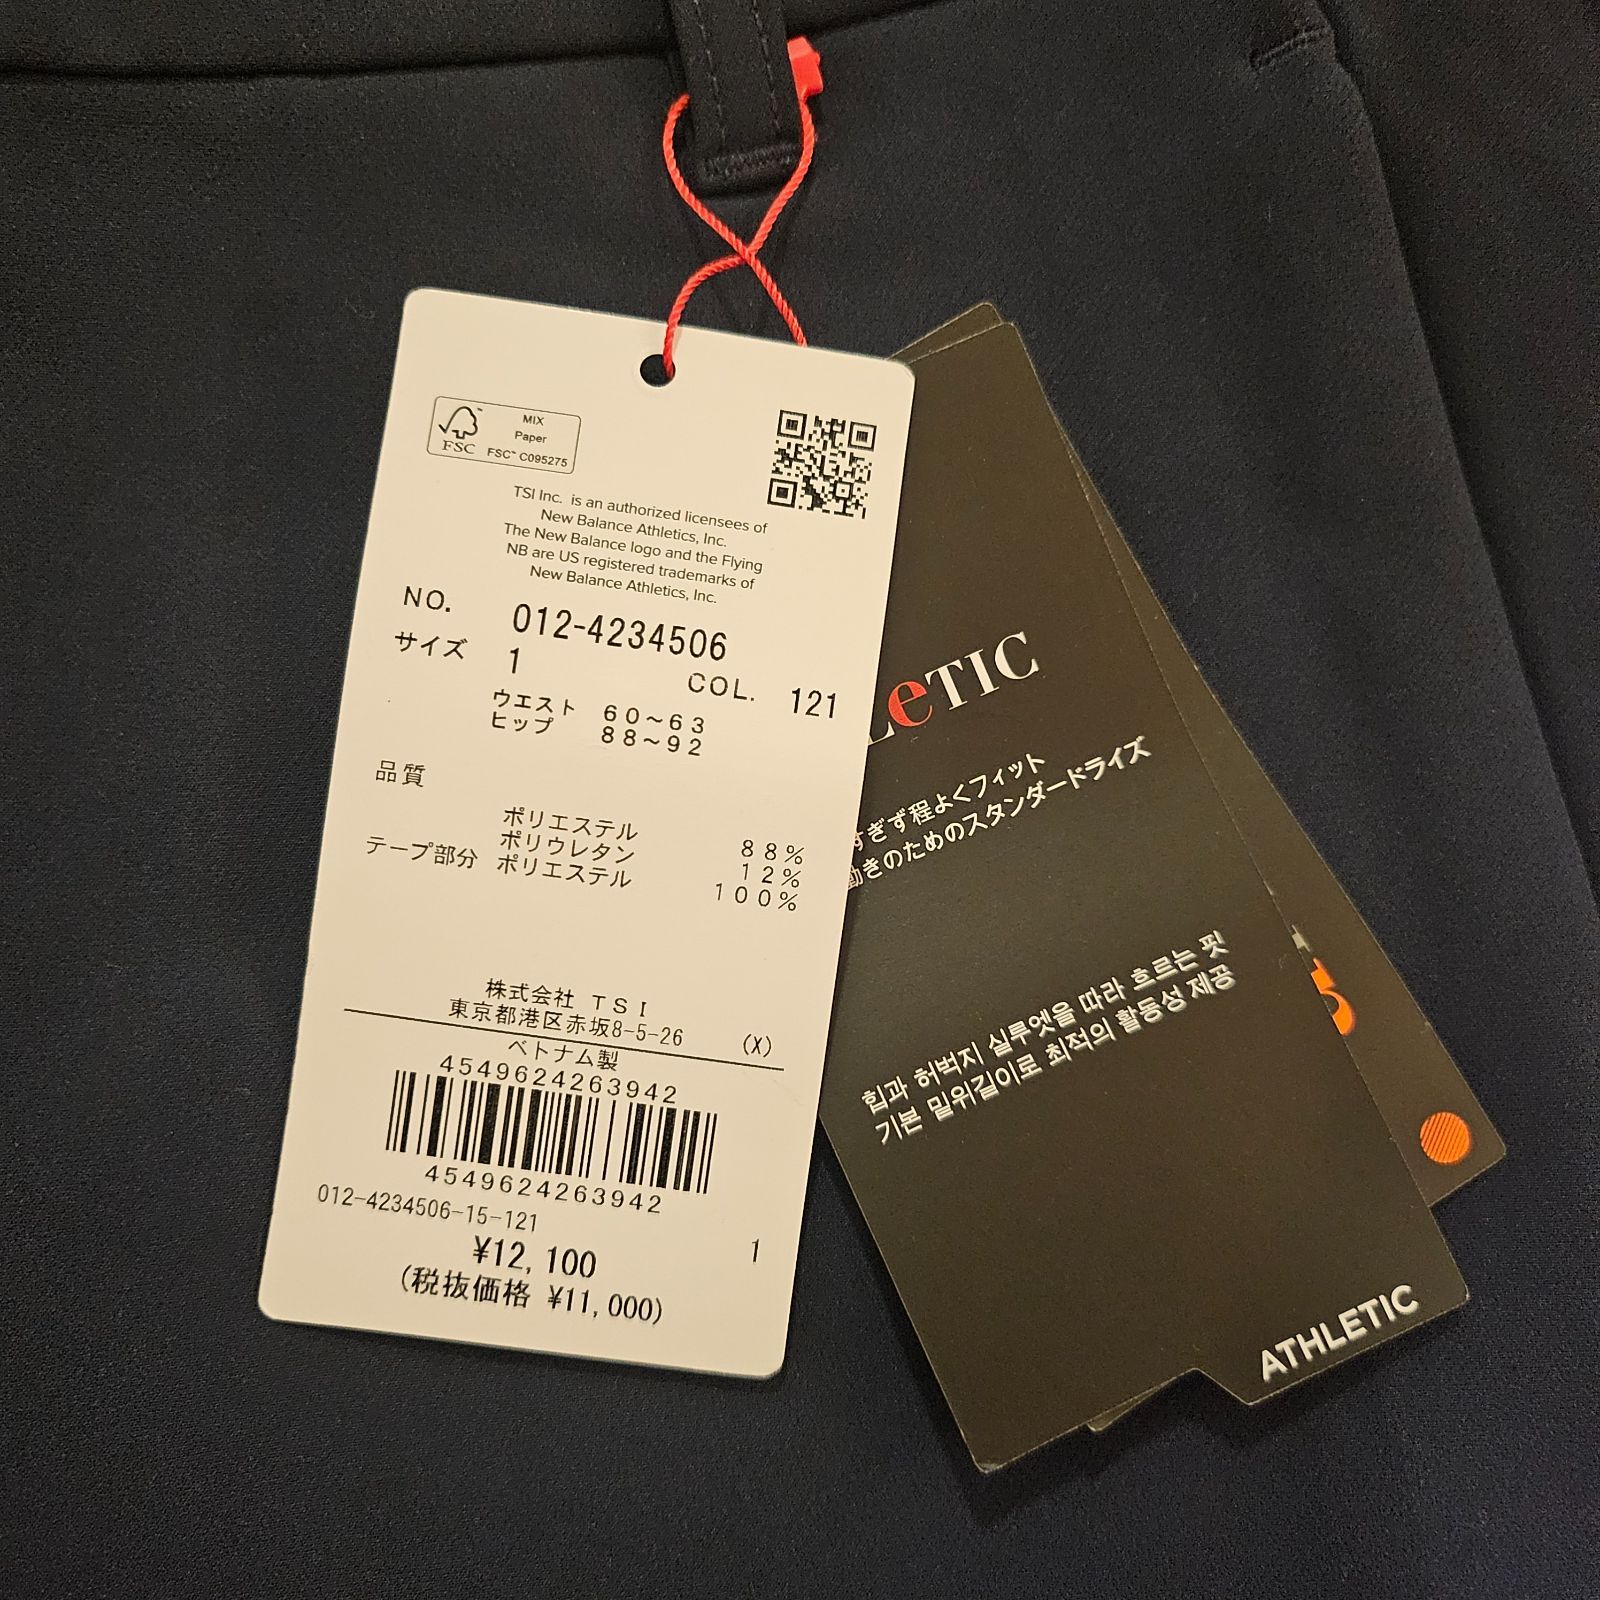 MIX
Paper
FSC
FSC™ C095275
TSI Inc. is an authorized licensees of
New Balance Athletics, Inc.
The New Balance logo and the Flying
NB are US registered trademarks of
New Balance Athletics, Inc.
NO. 012-4234506
サイズ 1 COL. 121
ウエスト 60~63
ヒップ 88~92
品質
ポリエステル 88%
ポリウレタン 12%
テープ部分 ポリエステル 100%
株式会社 TSI
東京都港区赤坂8-5-26 (X)
ベトナム製
4549624263942
4549624263942
012-4234506-15-121
¥12,100 1
(税抜価格 ¥11,000)
LeTIC
すぎず程よくフィット
動きのためのスタンダードライズ
힙과 허벅지 실루엣을 따라 흐르는 핏
기본 밑위길이로 최적의 활동성 제공
ATHLETIC
5